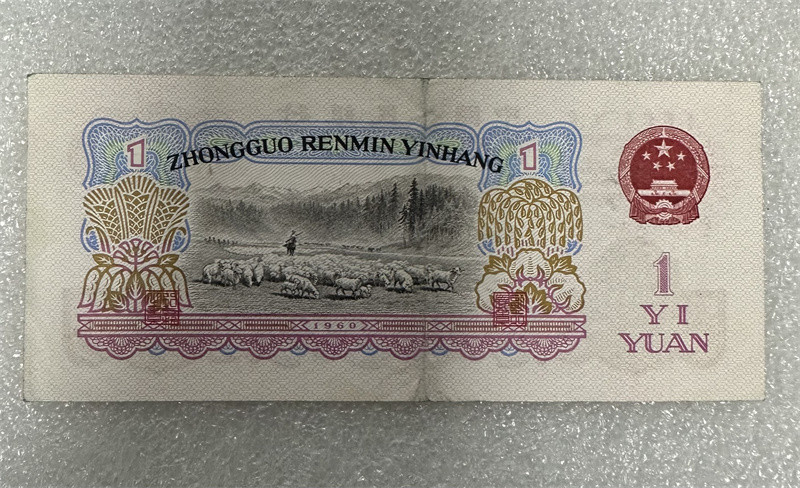 1
ZHONGGUO RENMIN YINHANG
1
1960
1
YI
YUAN